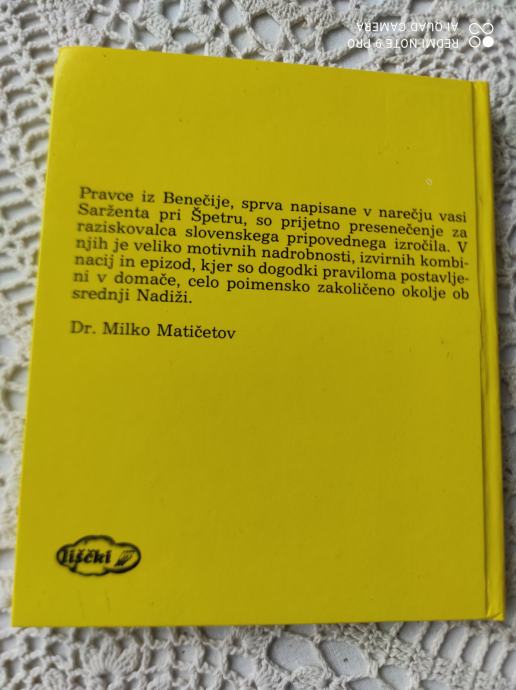 REDMI NOTE 9 PRO
AI QUAD CAMERA
Pravce iz Benečije, sprva napisane v narečju vasi
Sarženta pri Špetru, so prijetno presenečenje za
raziskovalca slovenskega pripovednega izročila. V
njih je veliko motivnih nadrobnosti, izvirnih kombi-
nacij in epizod, kjer so dogodki praviloma postavlje-
ni v domače, celo poimensko zakoličeno okolje ob
srednji Nadiži.
Dr. Milko Matičetov
liščki